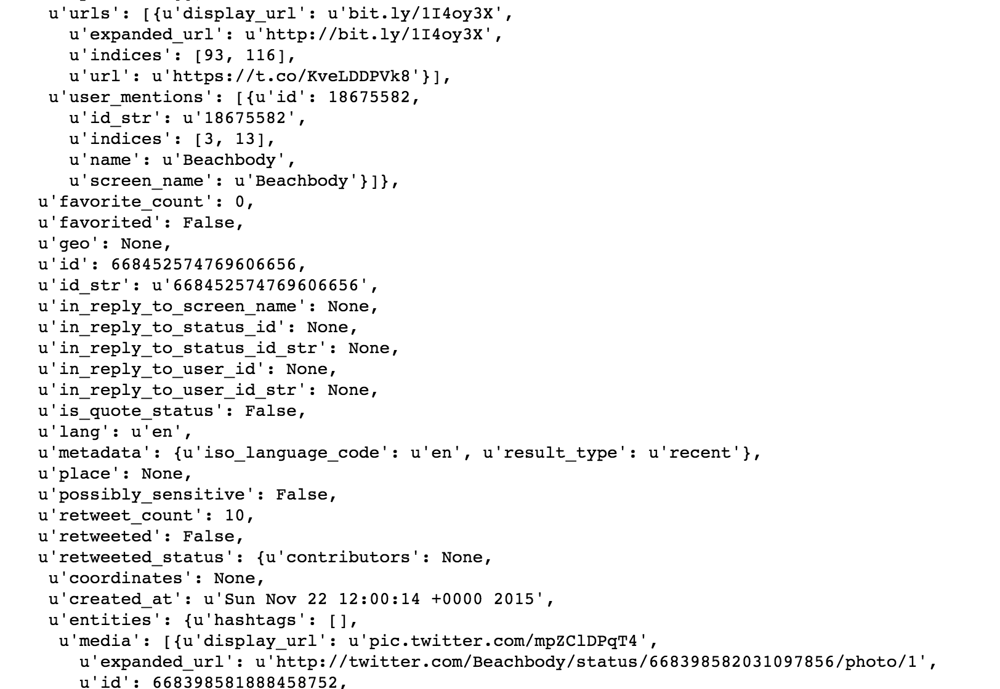 u'urls': [{u'display_url': u'bit.ly/1I4oy3X',
u'expanded_url': u'http://bit.ly/1I4oy3X',
u'indices': [93, 116],
u'url': u'https://t.co/KveLDDPVk8'}],
u'user_mentions': [{u'id': 18675582,
u'id_str': u'18675582',
u'indices': [3, 13],
u'name': u'Beachbody',
u'screen_name': u'Beachbody'}]},
u'favorite_count': 0,
u'favorited': False,
u'geo': None,
u'id': 668452574769606656,
u'id_str': u'668452574769606656',
u'in_reply_to_screen_name': None,
u'in_reply_to_status_id': None,
u'in_reply_to_status_id_str': None,
u'in_reply_to_user_id': None,
u'in_reply_to_user_id_str': None,
u'is_quote_status': False,
u'lang': u'en',
u'metadata': {u'iso_language_code': u'en', u'result_type': u'recent'},
u'place': None,
u'possibly_sensitive': False,
u'retweet_count': 10,
u'retweeted': False,
u'retweeted_status': {u'contributors': None,
u'coordinates': None,
u'created_at': u'Sun Nov 22 12:00:14 +0000 2015',
u'entities': {u'hashtags': [],
u'media': [{u'display_url': u'pic.twitter.com/mpZClDPqT4',
u'expanded_url': u'http://twitter.com/Beachbody/status/668398582031097856/photo/1',
u'id': 668398581888458752,